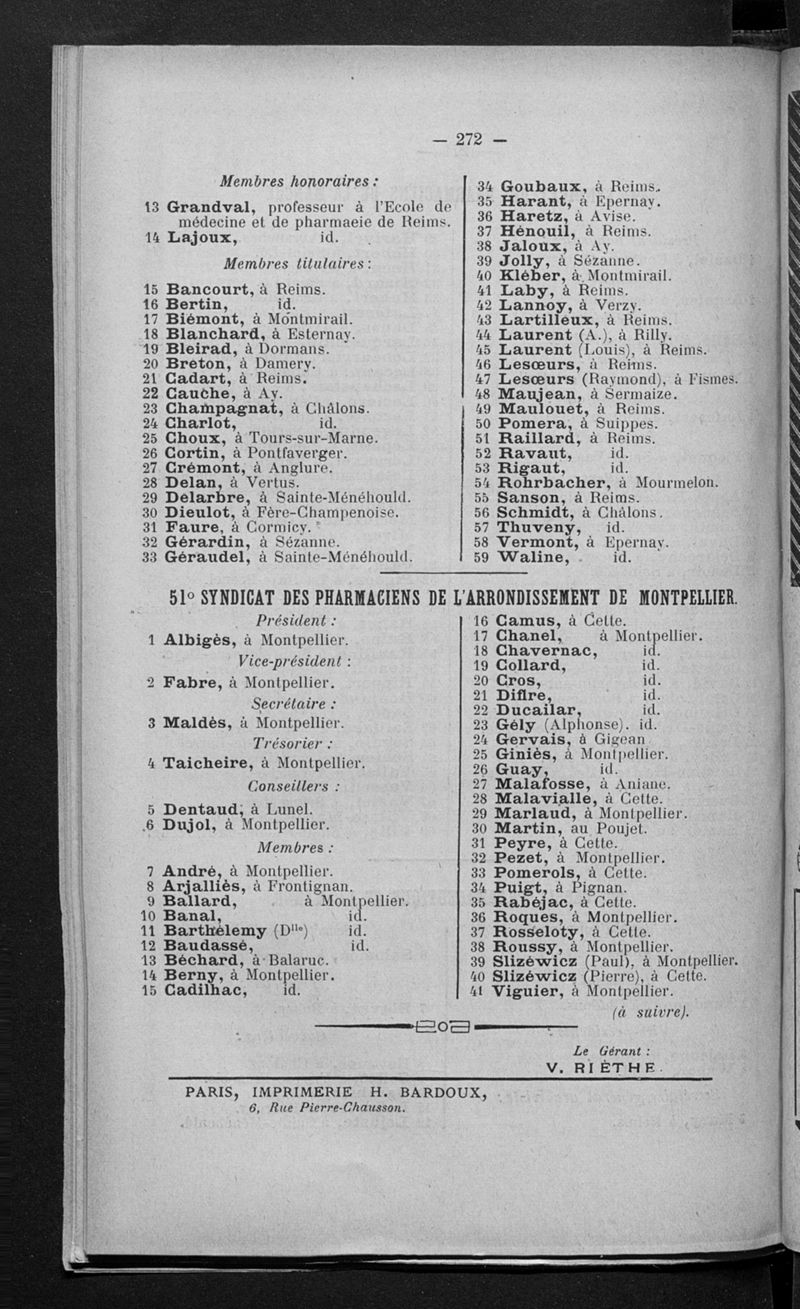 — 272 —
Membres honoraires :
13 Grandval, professeur à l'Ecole de
médecine et de pharmaeie de Reims.
14 Lajoux, id.
Membres titulaires :
15 Bancourt, à Reims.
16 Bertin, id.
17 Biémont, à Montmirail.
18 Blanchard, à Esternay.
19 Bleirad, à Dormans.
20 Breton, à Damery.
21 Cadart, à Reims.
22 Cauche, à Ay.
23 Champagnat, à Châlons.
24 Charlot, id.
25 Choux, à Tours-sur-Marne.
26 Cortin, à Pontfaverger.
27 Crémont, à Anglure.
28 Delan, à Vertus.
29 Delarbre, à Sainte-Ménéhould.
30 Dieulot, à Fère-Champenoise.
31 Faure, à Cormicy.
32 Gérardin, à Sézanne.
33 Géraudel, à Sainte-Ménéhould.
34 Goubaux, à Reims.
35 Harant, à Epernay.
36 Haretz, à Avise.
37 Hénouil, à Reims.
38 Jaloux, à Ay.
39 Jolly, à Sézanne.
40 Kléber, à Montmirail.
41 Laby, à Reims.
42 Lannoy, à Verzy.
43 Lartilleux, à Reims.
44 Laurent (A.), à Rilly.
45 Laurent (Louis), à Reims.
46 Lesœurs, à Reims.
47 Lesœurs (Raymond), à Fismes.
48 Maujean, à Sermaize.
49 Maulouet, à Reims.
50 Pomera, à Suippes.
51 Raillard, à Reims.
52 Ravaut, id.
53 Rigaut, id.
54 Rohrbacher, à Mourmelon.
55 Sanson, à Reims.
56 Schmidt, à Châlons.
57 Thuveny, id.
58 Vermont, à Epernay.
59 Waline, id.
51º SYNDICAT DES PHARMACIENS DE L'ARRONDISSEMENT DE MONTPELLIER.
Président :
1 Albigès, à Montpellier.
Vice-président :
2 Fabre, à Montpellier.
Secrétaire :
3 Maldès, à Montpellier.
Trésorier :
4 Taicheire, à Montpellier.
Conseillers :
5 Dentaud, à Lunel.
6 Dujol, à Montpellier.
Membres :
7 André, à Montpellier.
8 Arjalliès, à Frontignan.
9 Ballard, à Montpellier.
10 Banal, id.
11 Barthélemy (Dlle) id.
12 Baudassé, id.
13 Béchard, à Balaruc.
14 Berny, à Montpellier.
15 Cadilhac, id.
16 Camus, à Cette.
17 Chanel, à Montpellier.
18 Chavernac, id.
19 Collard, id.
20 Cros, id.
21 Diflre, id.
22 Ducailar, id.
23 Gély (Alphonse). id.
24 Gervais, à Gigean
25 Giniès, à Montpellier.
26 Guay, id.
27 Malafosse, à Aniane.
28 Malavialle, à Cette.
29 Marlaud, à Montpellier.
30 Martin, au Poujet.
31 Peyre, à Cette.
32 Pezet, à Montpellier.
33 Pomerols, à Cette.
34 Puigt, à Pignan.
35 Rabéjac, à Cette.
36 Roques, à Montpellier.
37 Rosseloty, à Cette.
38 Roussy, à Montpellier.
39 Slizéwicz (Paul), à Montpellier.
40 Slizéwicz (Pierre), à Cette.
41 Viguier, à Montpellier.
(à suivre).
Le Gérant :
V. RIÈTHE.
PARIS, IMPRIMERIE H. BARDOUX,
6, Rue Pierre-Chausson.